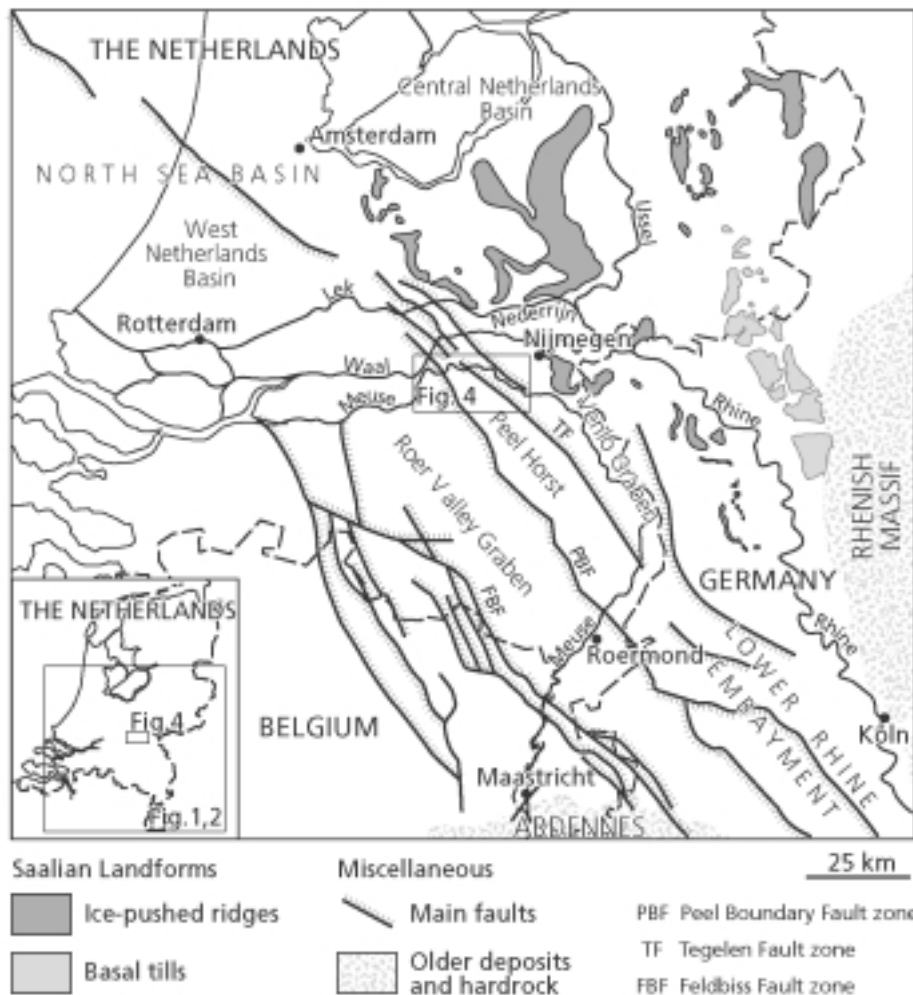 THE NETHERLANDS
Central Netherlands
Basin
Amsterdam
NORTH SEA BASIN
West
Netherlands
Basin
IJssel
Lek
Rotterdam
Nederrijn
Nijmegen
Waal
Meuse
Fig. 4
Rhine
Venlo Graben
Peel Horst
TF
Roer Valley Graben
RHENISH
MASSIF
PBF
FBF
GERMANY
Meuse
Roermond
Rhine
LOWER RHINE
EMBAYMENT
Köln
BELGIUM
Maastricht
ARDENNES
THE NETHERLANDS
Fig.4
Fig.1,2
25 km
Saalian Landforms
Ice-pushed ridges
Basal tills
Miscellaneous
Main faults
Older deposits
and hardrock
PBF Peel Boundary Fault zone
TF Tegelen Fault zone
FBF Feldbiss Fault zone